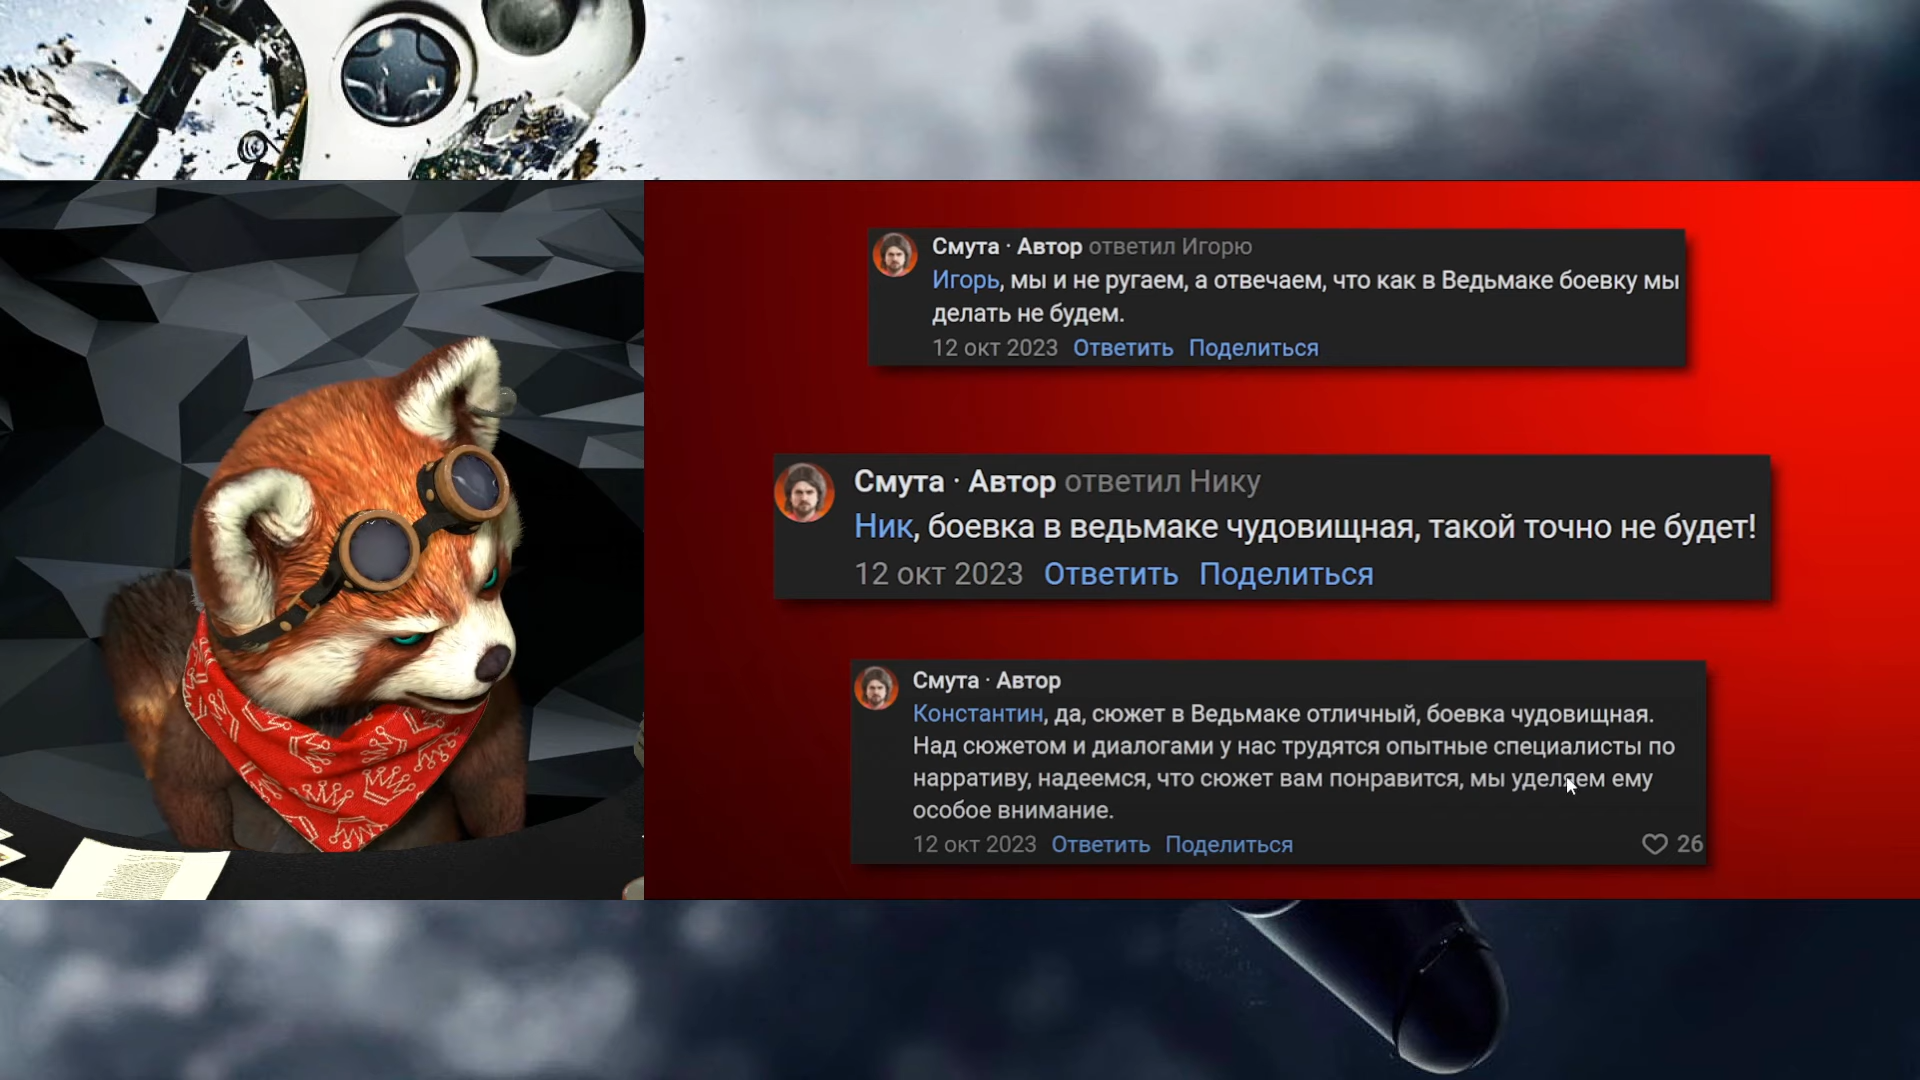 Смута · Автор ответил Игорю
Игорь, мы и не ругаем, а отвечаем, что как в Ведьмаке боевку мы
делать не будем.
12 окт 2023 Ответить Поделиться
Смута · Автор ответил Нику
Ник, боевка в ведьмаке чудовищная, такой точно не будет!
12 окт 2023 Ответить Поделиться
Смута · Автор
Константин, да, сюжет в Ведьмаке отличный, боевка чудовищная.
Над сюжетом и диалогами у нас трудятся опытные специалисты по
нарративу, надеемся, что сюжет вам понравится, мы уделяем ему
особое внимание.
12 окт 2023 Ответить Поделиться 26